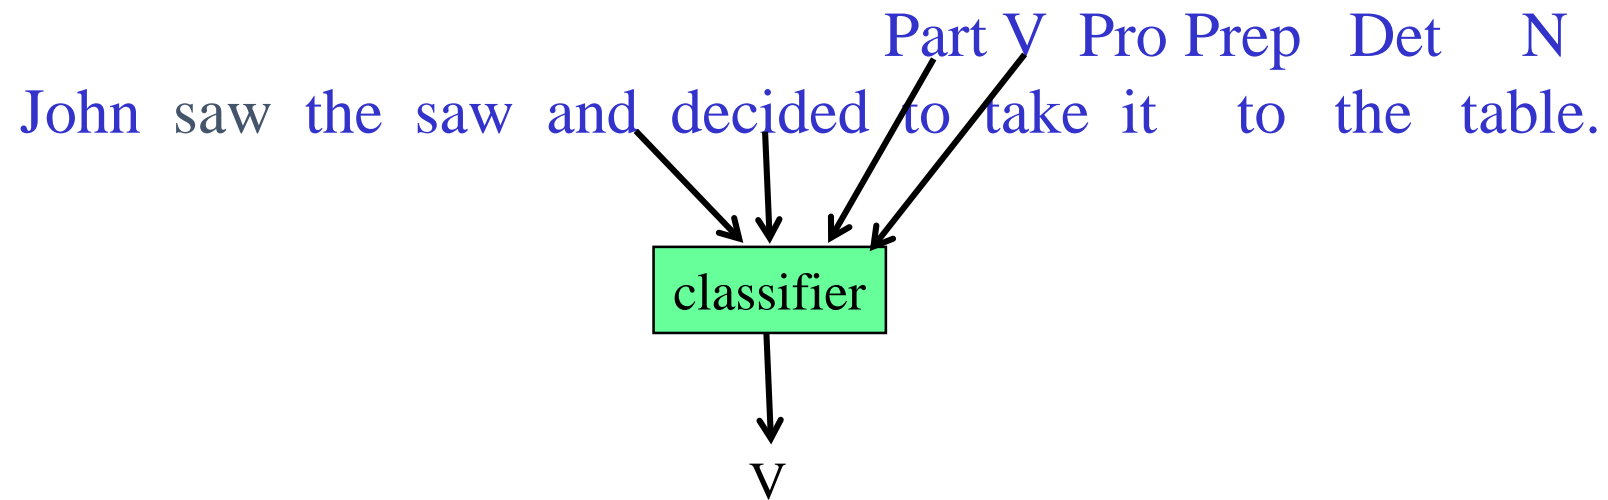 Part V Pro Prep Det N
John saw the saw and decided to take it to the table.
classifier
V